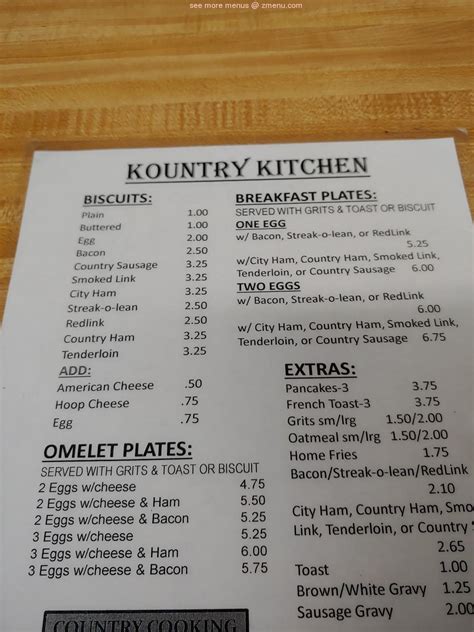 see more menus @ zmenu.com
KOUNTRY KITCHEN
BISCUITS:
Plain 1.00
Buttered 1.00
Egg 2.00
Bacon 2.50
Country Sausage 3.25
Smoked Link 3.25
City Ham 3.25
Streak-o-lean 2.50
Redlink 2.50
Country Ham 3.25
Tenderloin 3.25
ADD:
American Cheese .50
Hoop Cheese .75
Egg .75
OMELET PLATES:
SERVED WITH GRITS & TOAST OR BISCUIT
2 Eggs w/cheese 4.75
2 Eggs w/cheese & Ham 5.50
2 Eggs w/cheese & Bacon 5.25
3 Eggs w/cheese 5.25
3 Eggs w/cheese & Ham 6.00
3 Eggs w/cheese & Bacon 5.75
COUNTRY COOKING
BREAKFAST PLATES:
SERVED WITH GRITS & TOAST OR BISCUIT
ONE EGG
w/ Bacon, Streak-o-lean, or RedLink
5.25
w/City Ham, Country Ham, Smoked Link,
Tenderloin, or Country Sausage 6.00
TWO EGGS
w/ Bacon, Streak-o-lean, or RedLink
6.00
w/ City Ham, Country Ham, Smoked Link,
Tenderloin, or Country Sausage 6.75
EXTRAS:
Pancakes-3 3.75
French Toast-3 3.75
Grits sm/lrg 1.50/2.00
Oatmeal sm/lrg 1.50/2.00
Home Fries 1.75
Bacon/Streak-o-lean/RedLink
2.10
City Ham, Country Ham, Smo
Link, Tenderloin, or Country S
2.65
Toast 1.00
Brown/White Gravy 1.25
Sausage Gravy 2.00